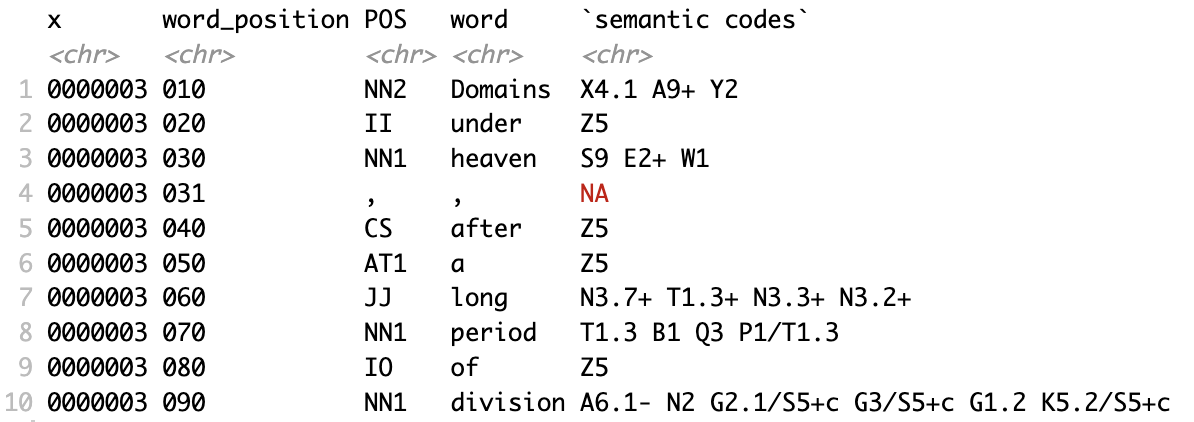 x word_position POS word `semantic codes`
<chr> <chr> <chr> <chr> <chr>
1 0000003 010 NN2 Domains X4.1 A9+ Y2
2 0000003 020 II under Z5
3 0000003 030 NN1 heaven S9 E2+ W1
4 0000003 031 , , NA
5 0000003 040 CS after Z5
6 0000003 050 AT1 a Z5
7 0000003 060 JJ long N3.7+ T1.3+ N3.3+ N3.2+
8 0000003 070 NN1 period T1.3 B1 Q3 P1/T1.3
9 0000003 080 IO of Z5
10 0000003 090 NN1 division A6.1- N2 G2.1/S5+c G3/S5+c G1.2 K5.2/S5+c